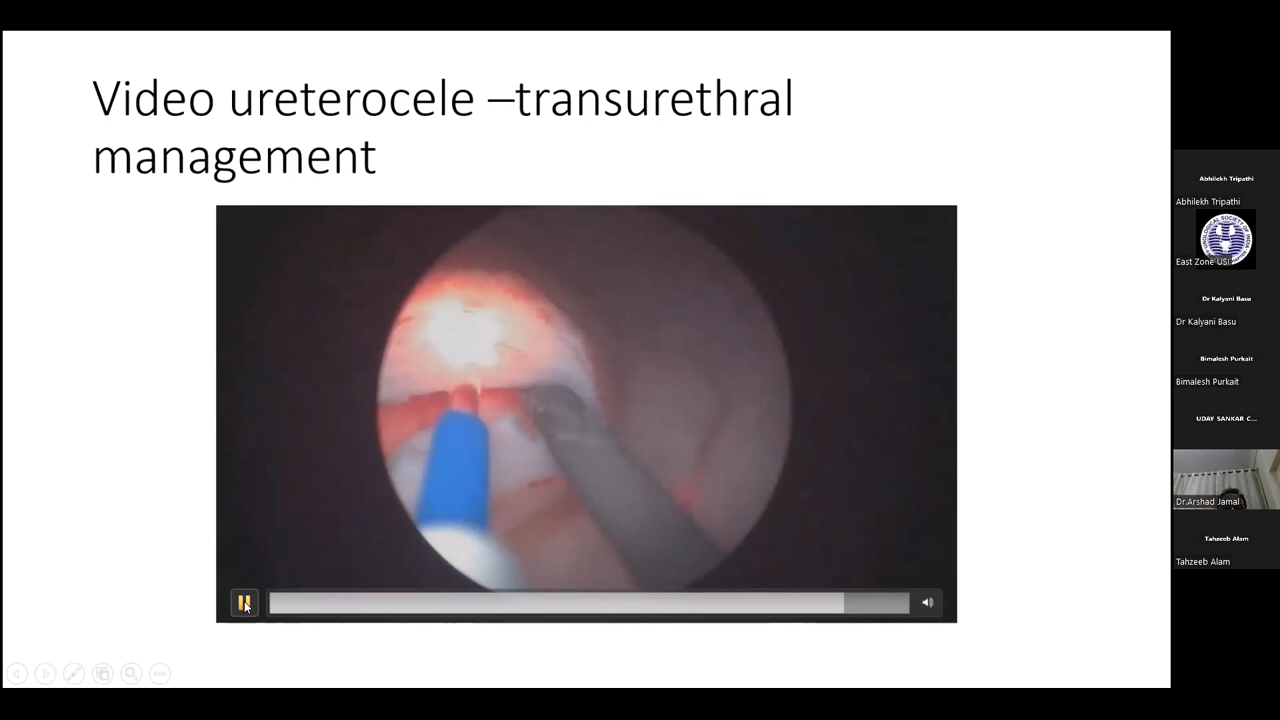 Video ureterocele –transurethral
management
Abhilekh Tripathi
Abhilekh Tripathi
East Zone USI
Dr Kalyani Basu
Dr Kalyani Basu
Bimalesh Purkait
Bimalesh Purkait
UDAY SANKAR C...
Dr.Arshad Jamal
Tahzeeb Alam
Tahzeeb Alam